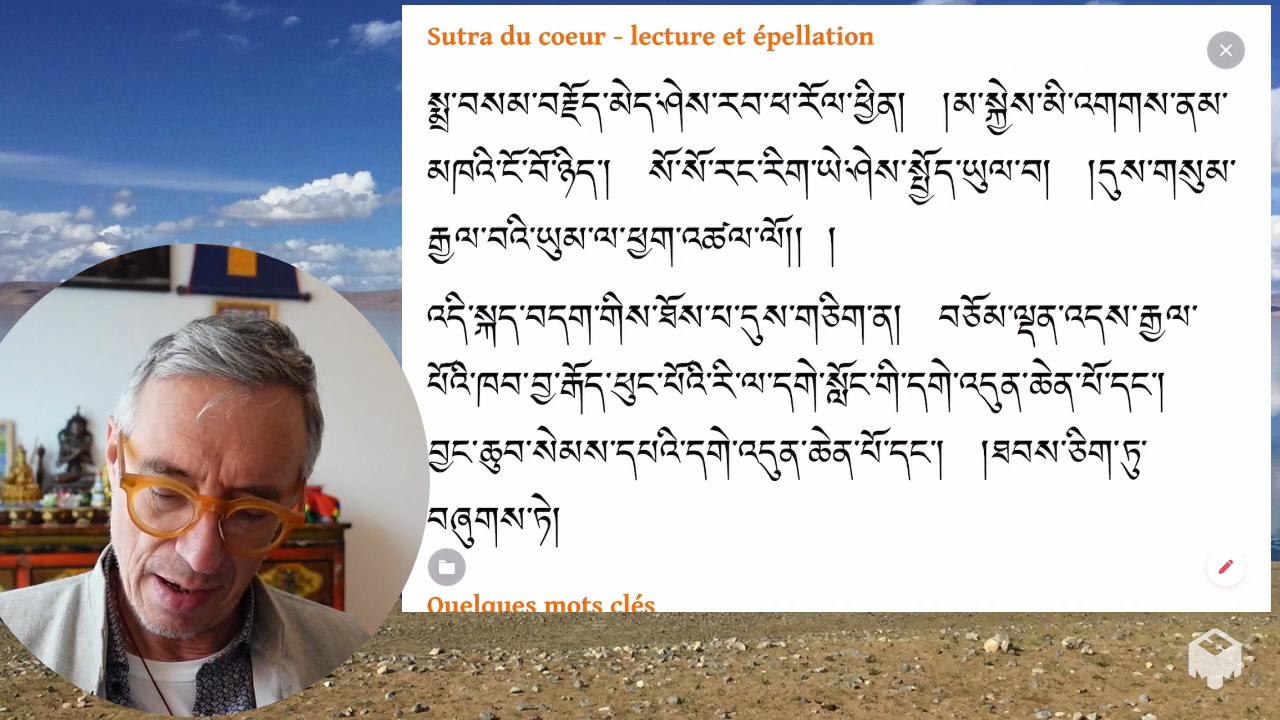 Sutra du coeur - lecture et épellation
སྨྲ་བསམ་བརྗོད་མེད་ཤེས་རབ་ཕ་རོལ་ཕྱིན། །མ་སྐྱེས་མི་འགགས་ནམ་
མཁའི་ངོ་བོ་ཉིད་། སོ་སོ་རང་རིག་ཡེ་ཤེས་སྤྱོད་ཡུལ་བ། །དུས་གསུམ་
རྒྱལ་བའི་ཡུམ་ལ་ཕྱག་འཚལ་ལོ།། །
འདི་སྐད་བདག་གིས་ཐོས་པ་དུས་གཅིག་ན། བཅོམ་ལྡན་འདས་རྒྱལ་
པོའི་ཁབ་བྱ་རྒོད་ཕུང་པོའི་རི་ལ་དགེ་སློང་གི་དགེ་འདུན་ཆེན་པོ་དང་།
བྱང་ཆུབ་སེམས་དཔའི་དགེ་འདུན་ཆེན་པོ་དང་། །ཐབས་ཅིག་ཏུ་
བཞུགས་ཏེ།
Quelques mots clés